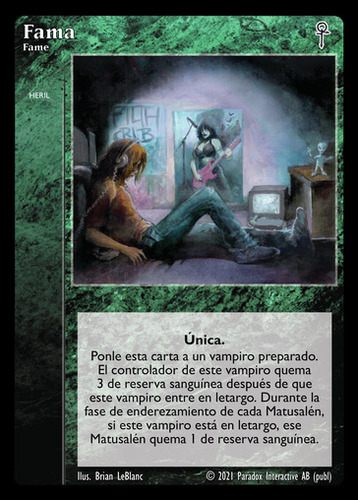 Fama
Fame
HERIL
FILTH
CRIB
Única.
Ponle esta carta a un vampiro preparado.
El controlador de este vampiro quema
3 de reserva sanguínea después de que
este vampiro entre en letargo. Durante la
fase de enderezamiento de cada Matusalén,
si este vampiro está en letargo, ese
Matusalén quema 1 de reserva sanguínea.
Ilus. Brian LeBlanc
© 2021 Paradox Interactive AB (publ)